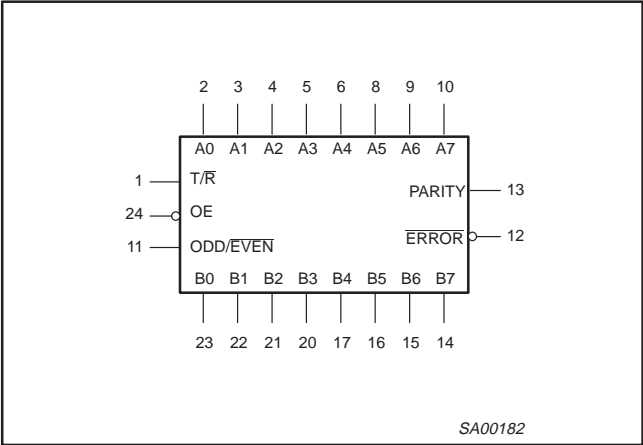 2 3 4 5 6 8 9 10
A0 A1 A2 A3 A4 A5 A6 A7
1 T/R̅
PARITY 13
24 OE
E̅R̅R̅O̅R̅ 12
11 ODD/E̅V̅E̅N̅
B0 B1 B2 B3 B4 B5 B6 B7
23 22 21 20 17 16 15 14
SA00182